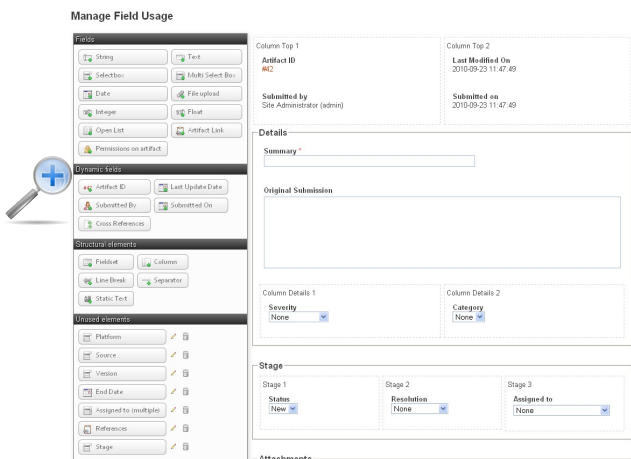 Manage Field Usage
Fields
String
Text
Selectbox
Multi Select Box
Date
File upload
Integer
Float
Open List
Artifact Link
Permissions on artifact
Dynamic fields
Artifact ID
Last Update Date
Submitted By
Submitted On
Cross References
Structural elements
Fieldset
Column
Line Break
Separator
Static Text
Unused elements
Platform
Source
Version
End Date
Assigned to (multiple)
References
Stage
Column Top 1
Artifact ID
#42
Submitted by
Site Administrator (admin)
Column Top 2
Last Modified On
2010-09-23 11:47:49
Submitted on
2010-09-23 11:47:49
Details
Summary *
Original Submission
Column Details 1
Severity
None
Column Details 2
Category
None
Stage
Stage 1
Status
New
Stage 2
Resolution
None
Stage 3
Assigned to
None
Attachments